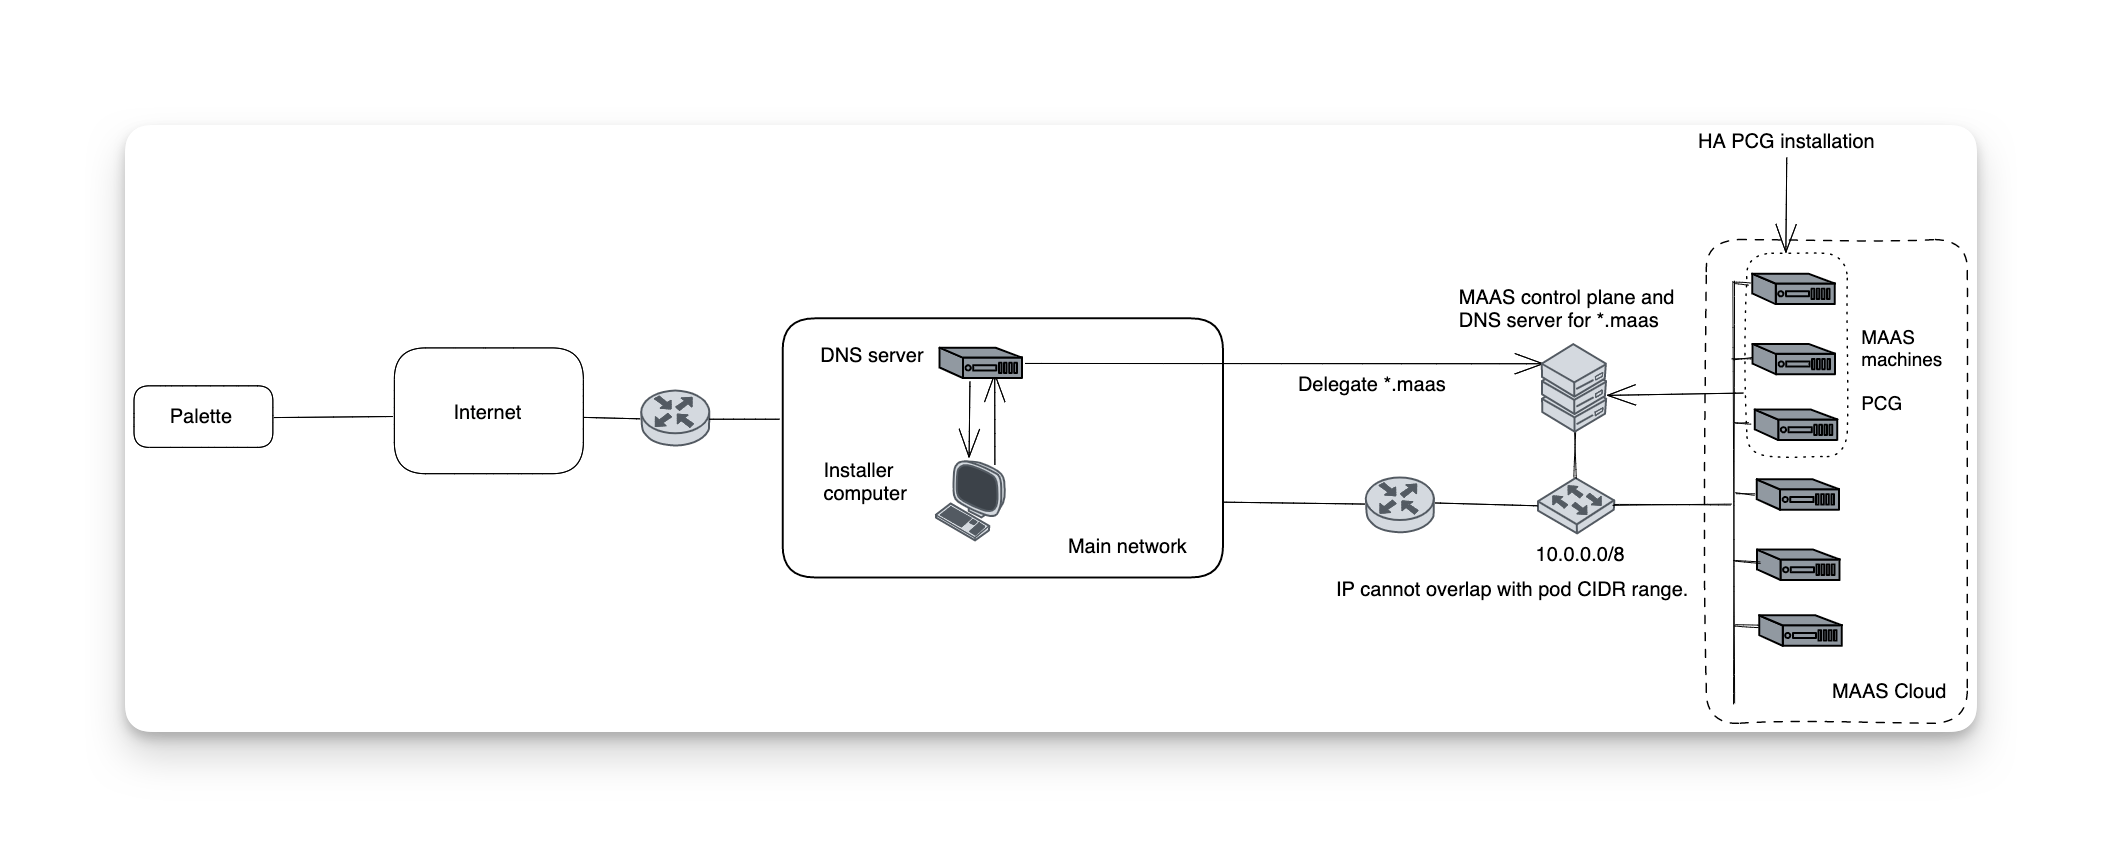 HA PCG installation
MAAS control plane and
DNS server for *.maas
MAAS
machines
DNS server
Delegate *.maas
PCG
Palette
Internet
Installer
computer
Main network
10.0.0.0/8
IP cannot overlap with pod CIDR range.
MAAS Cloud